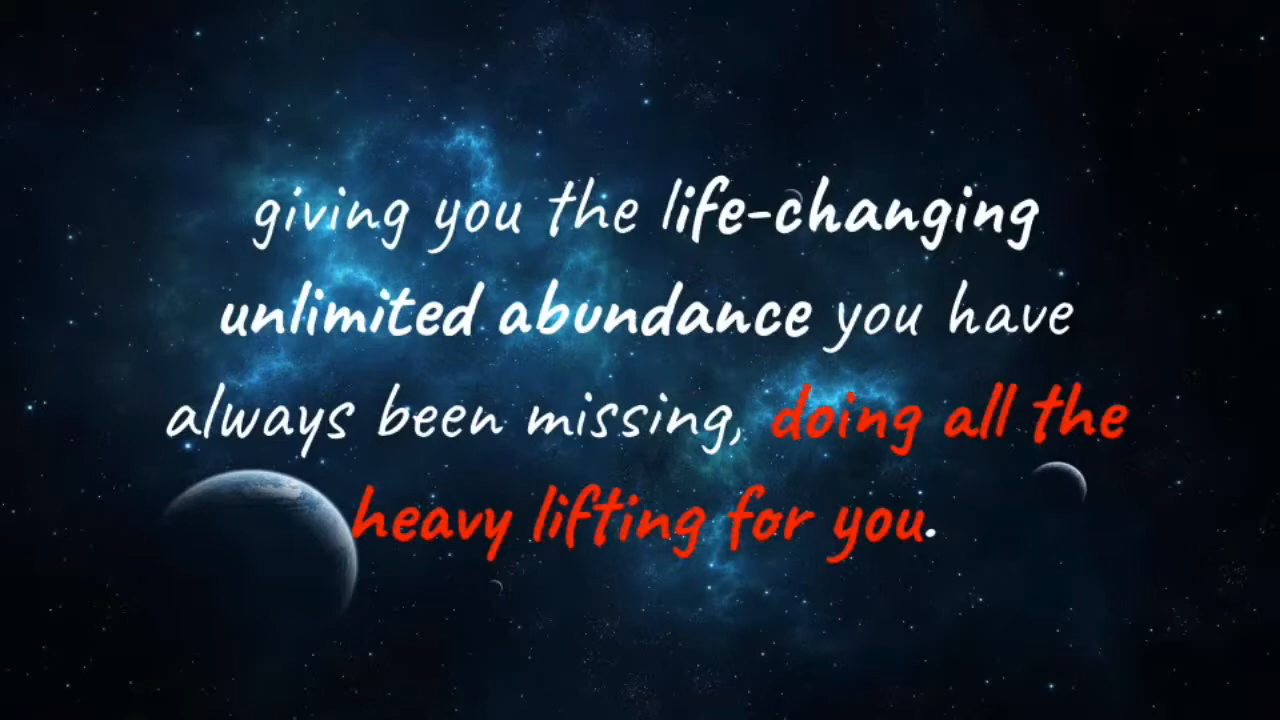 giving you the life-changing
unlimited abundance you have
always been missing, doing all the
heavy lifting for you.